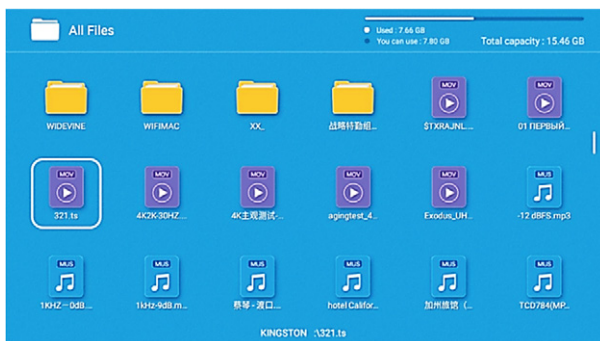 All Files
Used : 7.66 GB
You can use : 7.80 GB
Total capacity : 15.46 GB
MOV MOV
WIDEVINE WIFIMAC XX_ 战略特勤组... $TXRAJNL.... 01 ПЕРВЫЙ...
MOV MOV MOV MOV MOV MUS
321.ts 4K2K-30HZ... 4K主观测试-... agingtest_4... Exodus_UH... -12 dBFS.mp3
MUS MUS MUS MUS MUS MUS
1KHZ－0dB.... 1kHz-9dB.m... 蔡琴 - 渡口.... hotel Califor... 加州旅馆（... TCD784(MP...
KINGSTON :\321.ts